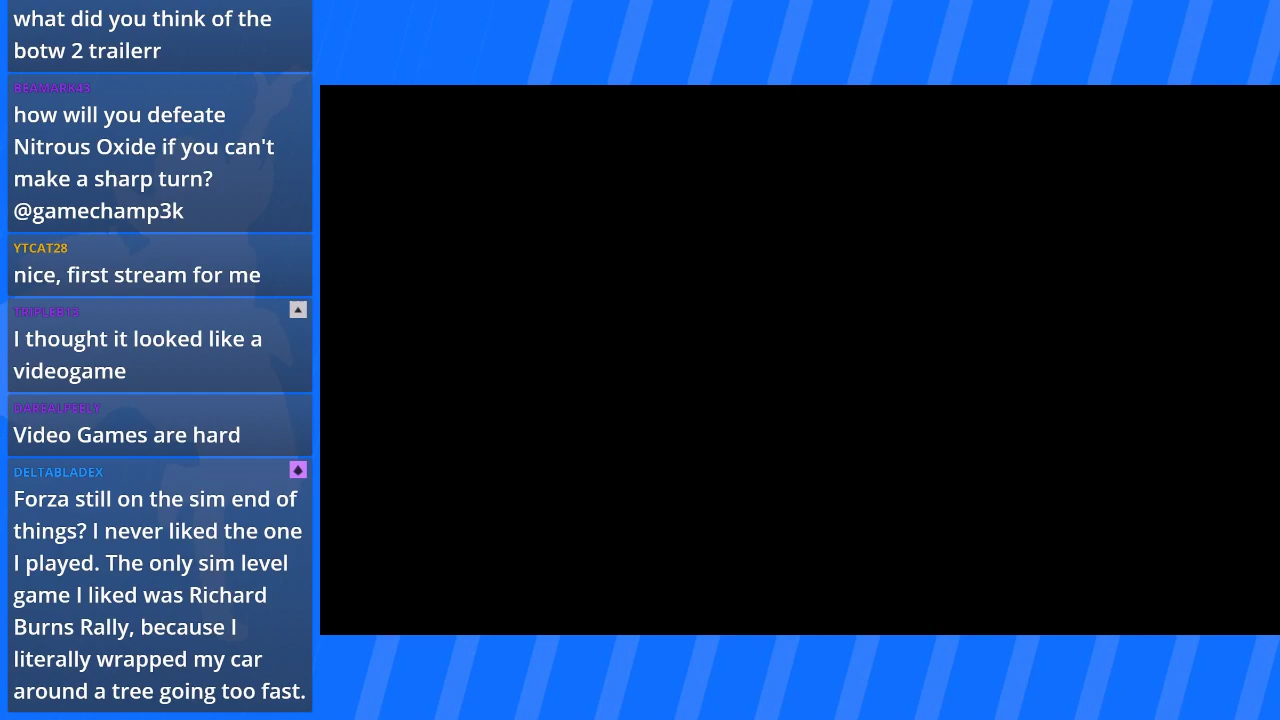 what did you think of the
botw 2 trailerr
BEAMARK43
how will you defeate
Nitrous Oxide if you can't
make a sharp turn?
@gamechamp3k
YTCAT28
nice, first stream for me
TRIPLEB13
I thought it looked like a
videogame
DAREALFEELY
Video Games are hard
DELTABLADEX
Forza still on the sim end of
things? I never liked the one
I played. The only sim level
game I liked was Richard
Burns Rally, because I
literally wrapped my car
around a tree going too fast.